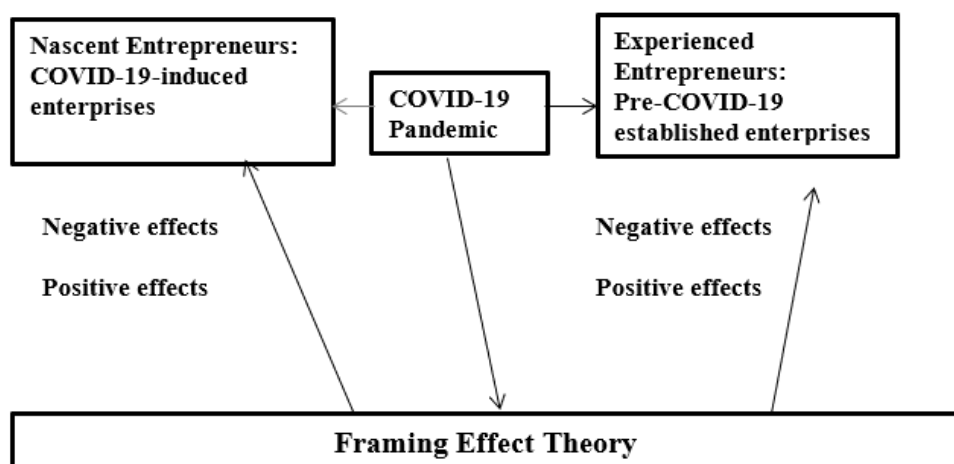 Nascent Entrepreneurs:
COVID-19-induced
enterprises
COVID-19
Pandemic
Experienced
Entrepreneurs:
Pre-COVID-19
established enterprises
Negative effects
Positive effects
Negative effects
Positive effects
Framing Effect Theory